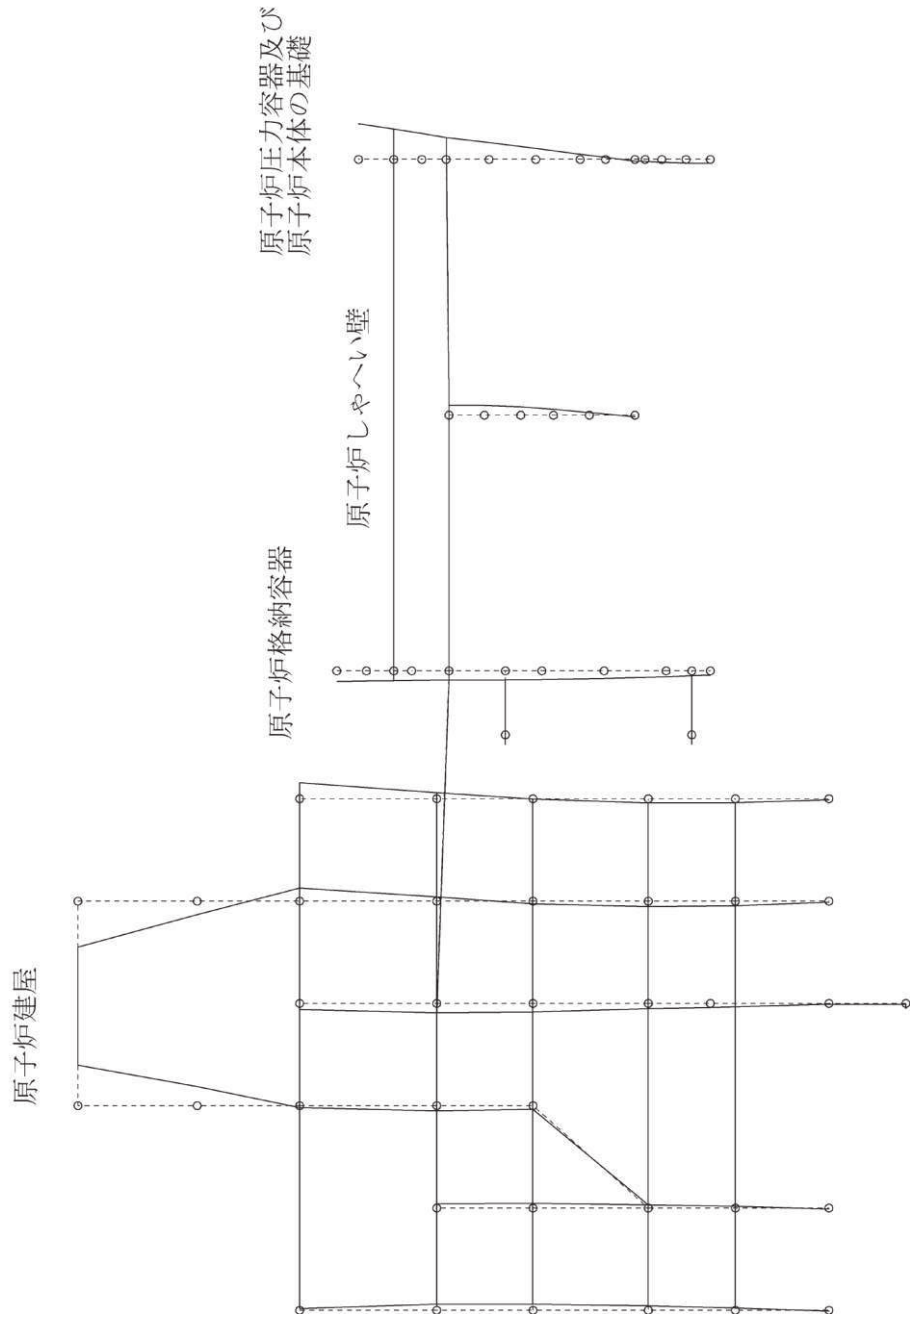 原子炉建屋
原子炉格納容器
原子炉しゃへい壁
原子炉圧力容器及び
原子炉本体の基礎